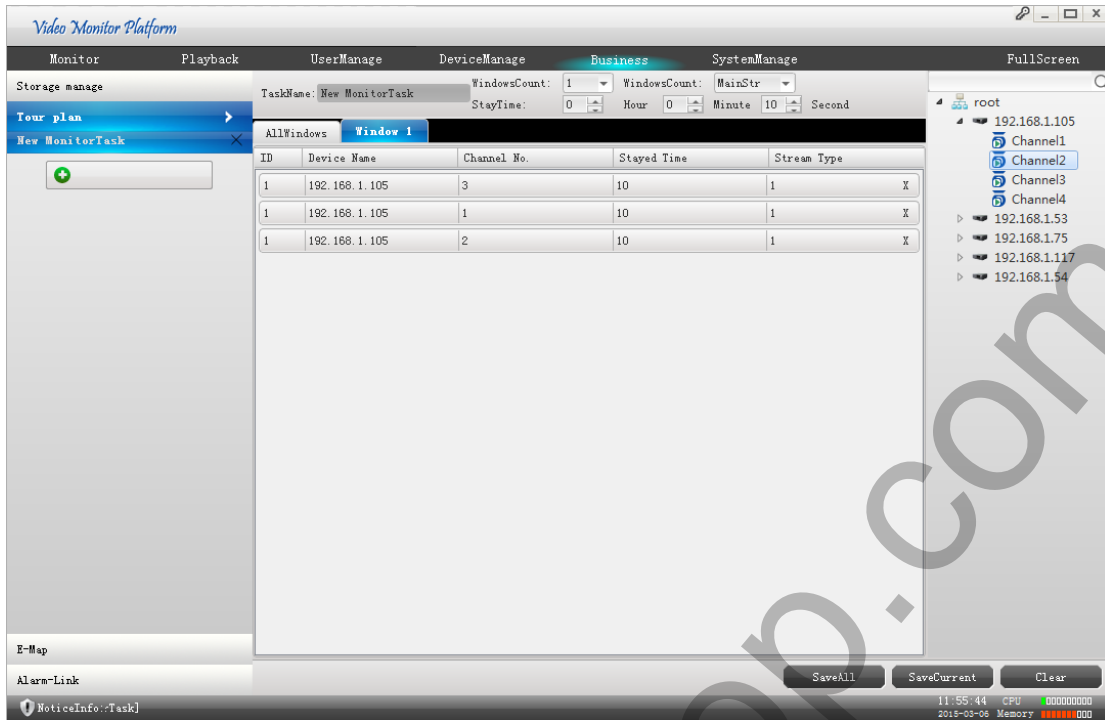 Video Monitor Platform
Monitor Playback UserManage DeviceManage Business SystemManage FullScreen
Storage manage
Tour plan
New MonitorTask
TaskName: New MonitorTask WindowsCount: 1 WindowsCount: MainStr
StayTime: 0 Hour 0 Minute 10 Second
AllWindows Window 1
ID Device Name Channel No. Stayed Time Stream Type
1 192.168.1.105 3 10 1 X
1 192.168.1.105 1 10 1 X
1 192.168.1.105 2 10 1 X
root
192.168.1.105
Channel1
Channel2
Channel3
Channel4
192.168.1.53
192.168.1.75
192.168.1.117
192.168.1.54
E-Map
Alarm-Link
SaveAll SaveCurrent Clear
NoticeInfo::Task]
11:55:44 CPU
2015-03-06 Memory
op.com